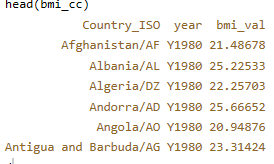 head(bmi_cc)
Country_ISO year bmi_val
Afghanistan/AF Y1980 21.48678
Albania/AL Y1980 25.22533
Algeria/DZ Y1980 22.25703
Andorra/AD Y1980 25.66652
Angola/AO Y1980 20.94876
Antigua and Barbuda/AG Y1980 23.31424